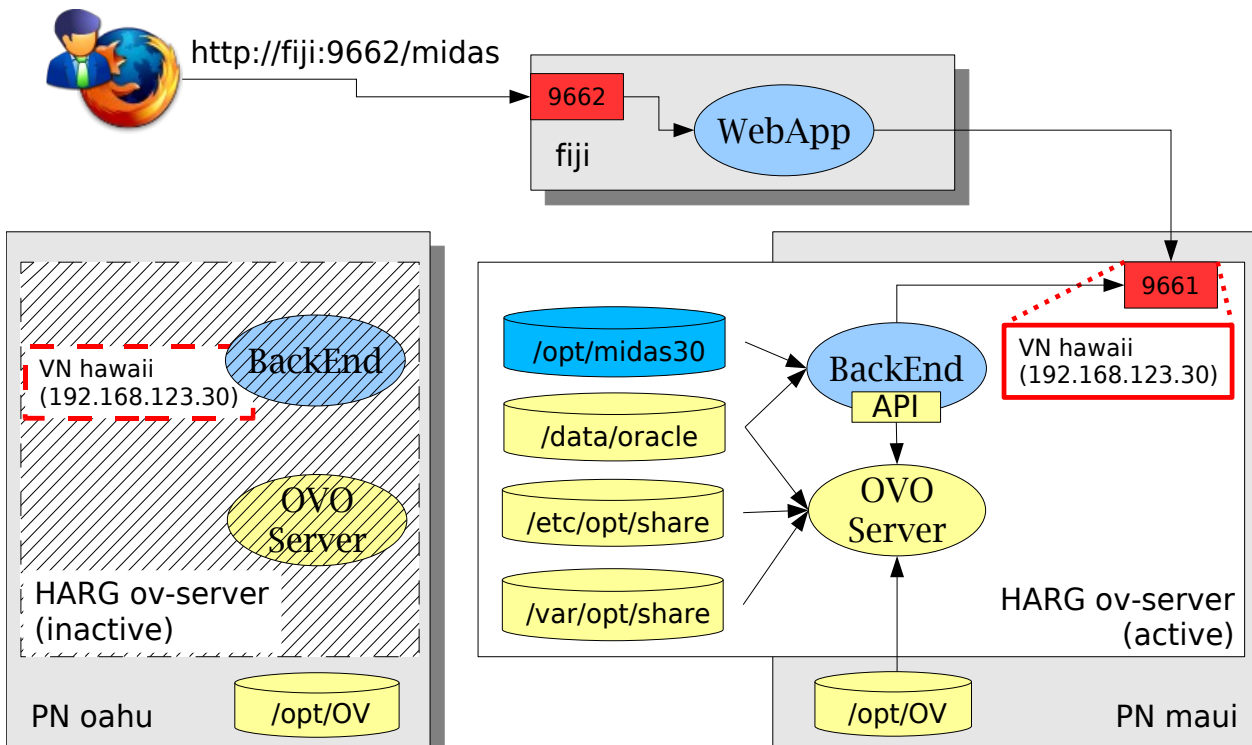 http://fiji:9662/midas
9662
WebApp
fiji
9661
VN hawaii
(192.168.123.30)
BackEnd
OVO
Server
HARG ov-server
(inactive)
PN oahu
/opt/OV
/opt/midas30
/data/oracle
/etc/opt/share
/var/opt/share
BackEnd
API
OVO
Server
VN hawaii
(192.168.123.30)
HARG ov-server
(active)
/opt/OV
PN maui